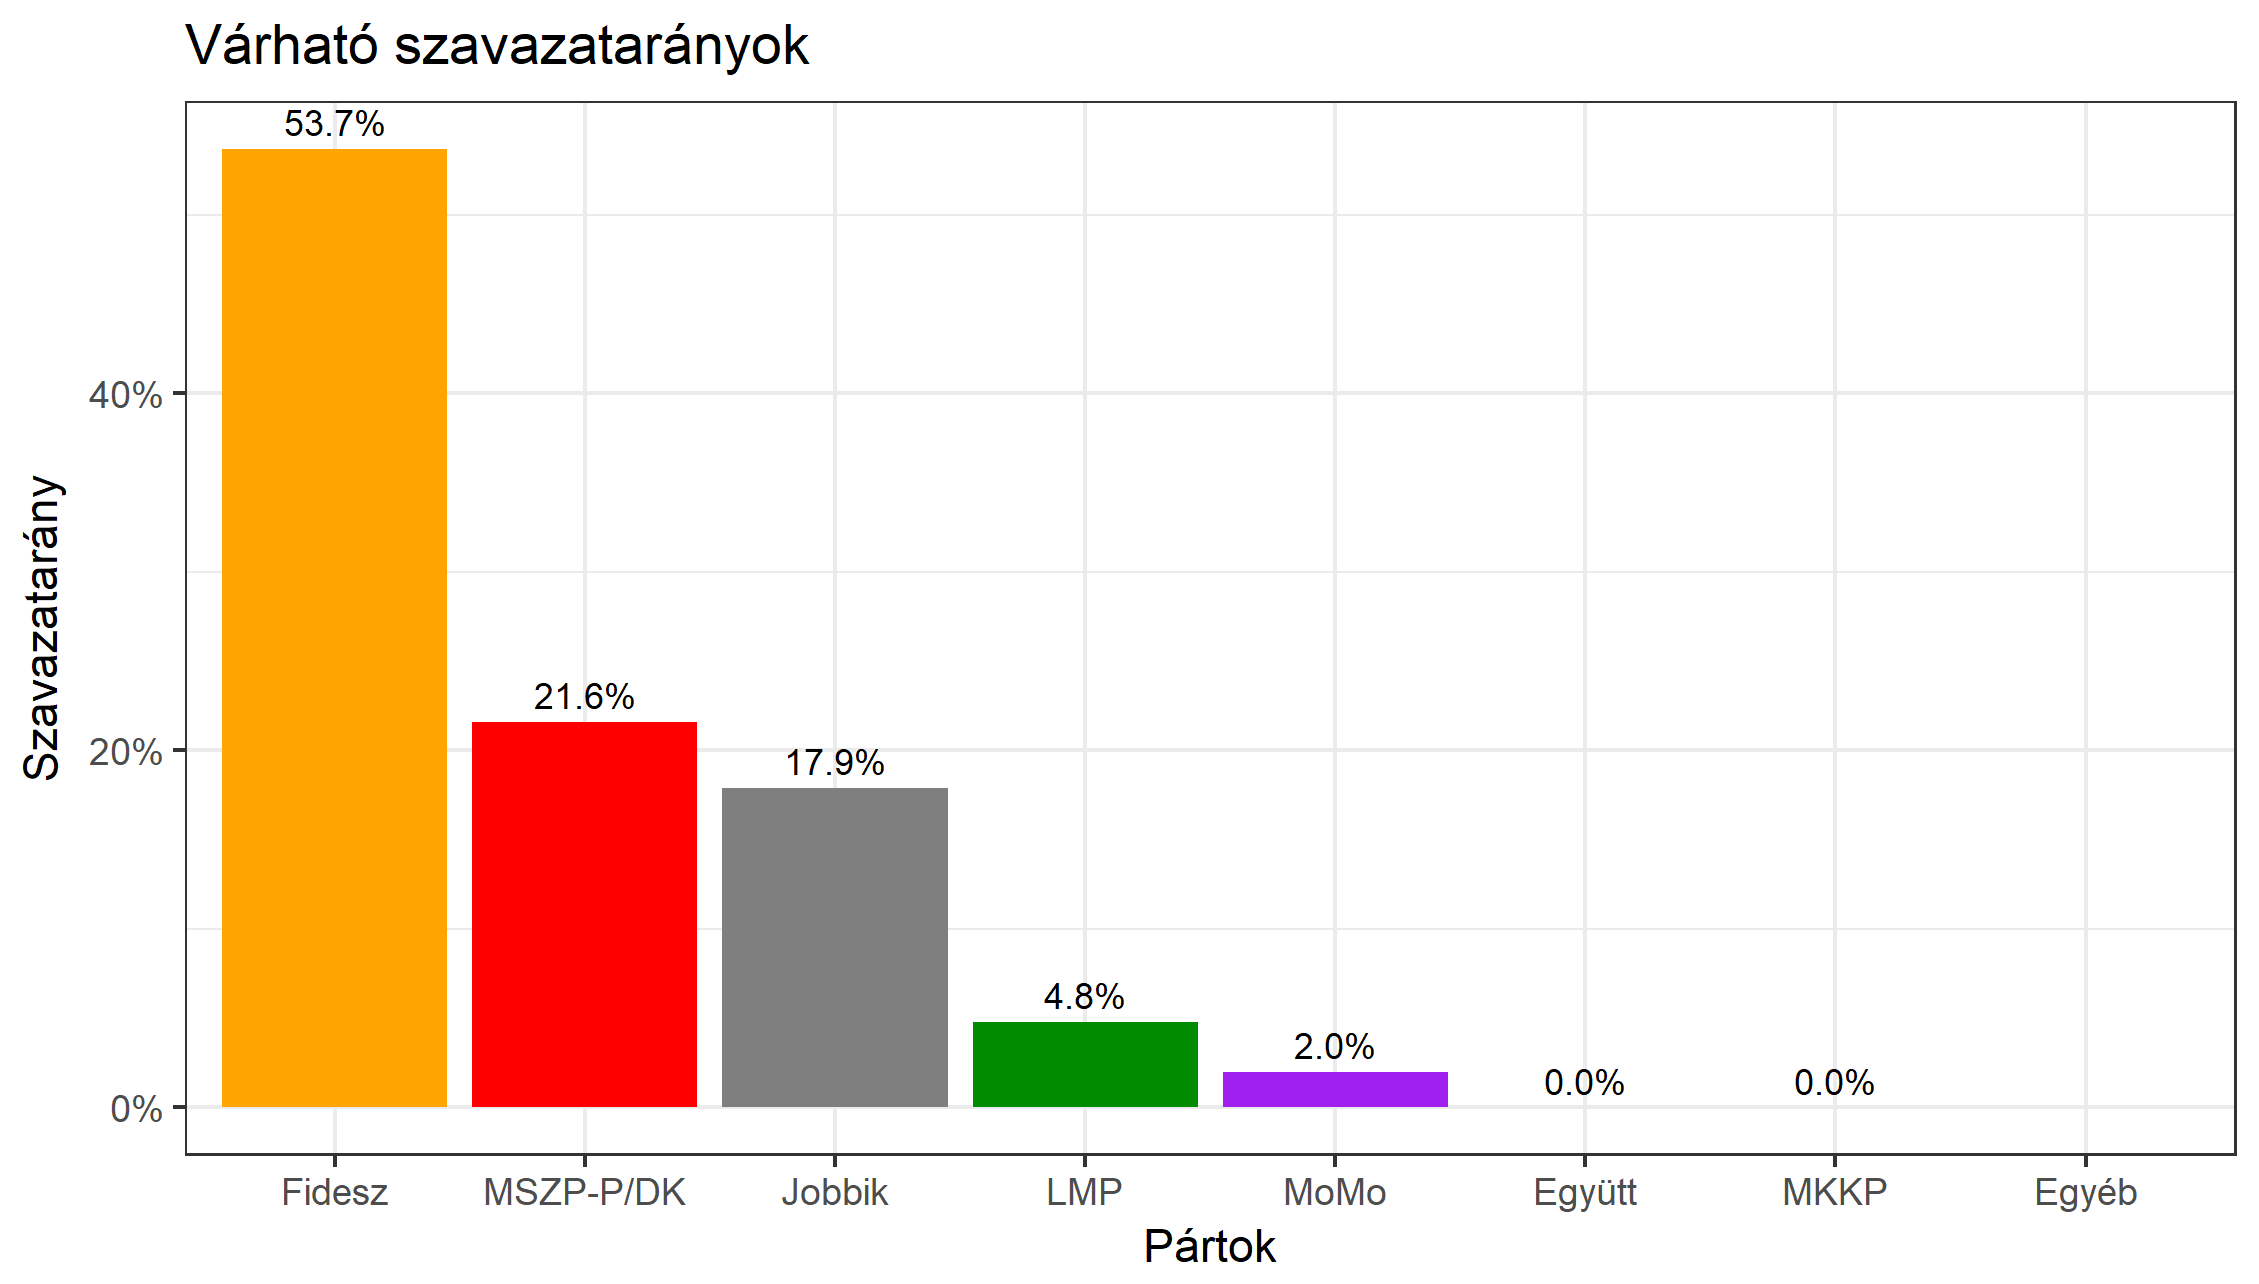 Várható szavazatarányok
53.7%
21.6%
17.9%
4.8%
2.0%
0.0%
0.0%
40%
20%
0%
Szavazatarány
Fidesz
MSZP-P/DK
Jobbik
LMP
MoMo
Együtt
MKKP
Egyéb
Pártok